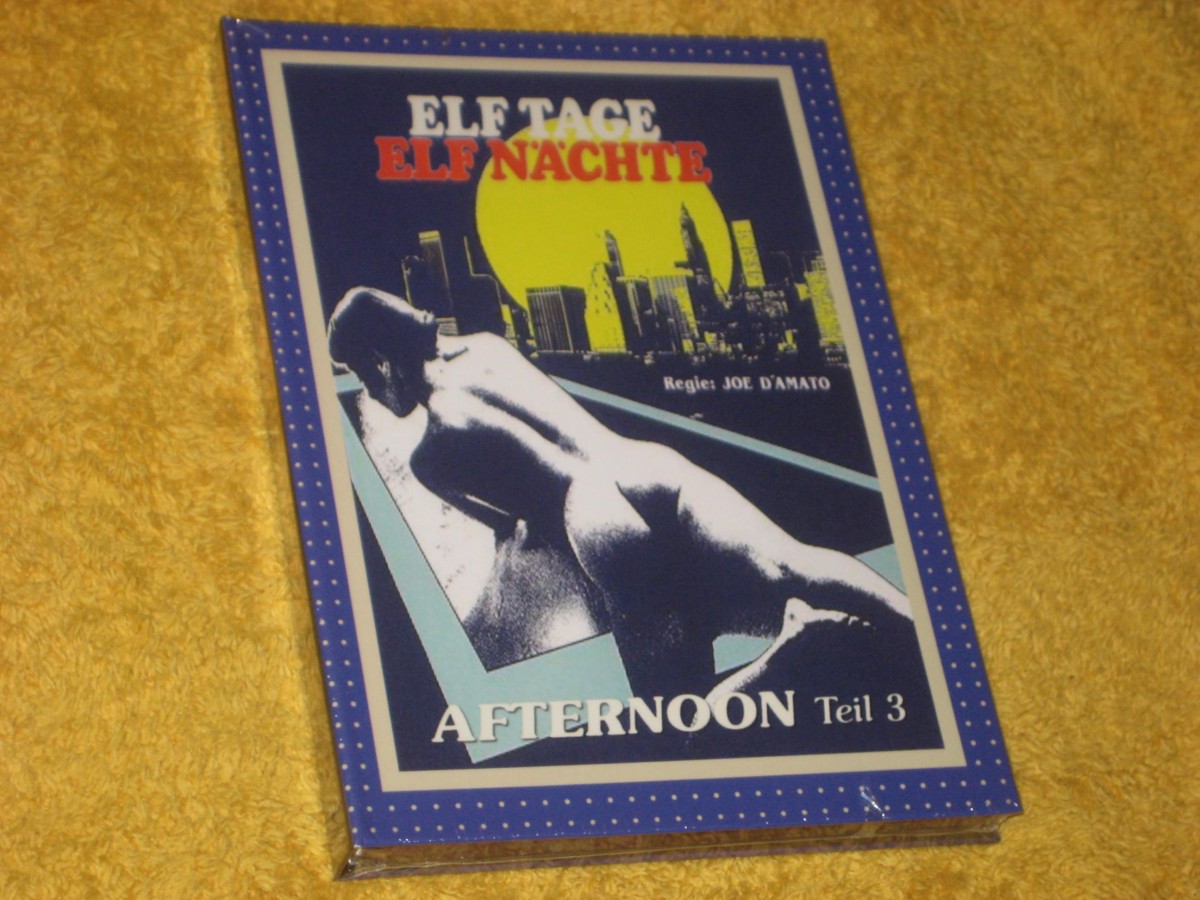 ELF TAGE
ELF NÄCHTE
Regie: JOE D'AMATO
AFTERNOON Teil 3